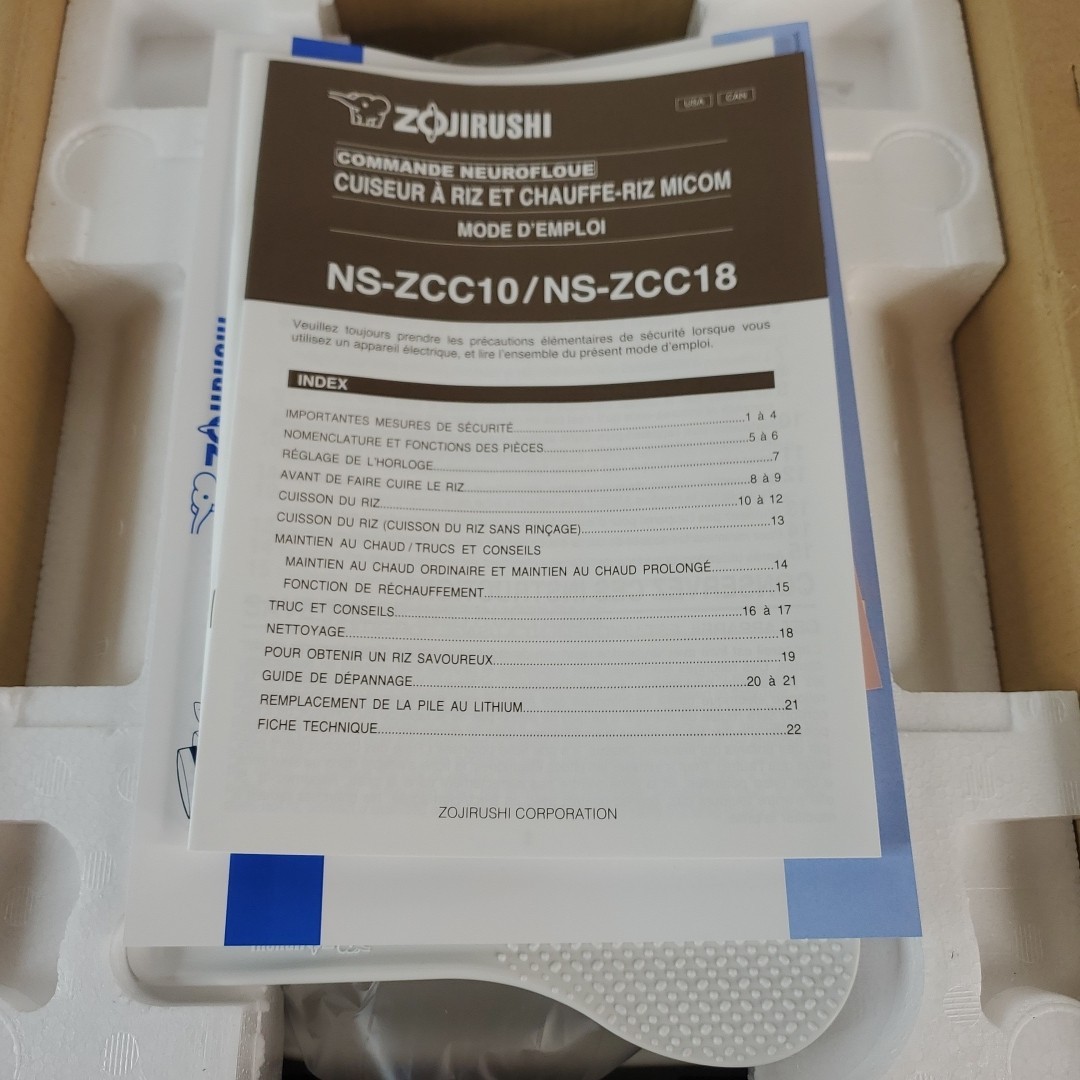 ZOJIRUSHI
USA CAN
COMMANDE NEUROFLOUE
CUISEUR À RIZ ET CHAUFFE-RIZ MICOM
MODE D'EMPLOI
NS-ZCC10/NS-ZCC18
Veuillez toujours prendre les précautions élémentaires de sécurité lorsque vous
utilisez un appareil électrique, et lire l'ensemble du présent mode d'emploi.
INDEX
IMPORTANTES MESURES DE SÉCURITÉ 1 à 4
NOMENCLATURE ET FONCTIONS DES PIÈCES 5 à 6
RÉGLAGE DE L'HORLOGE 7
AVANT DE FAIRE CUIRE LE RIZ 8 à 9
CUISSON DU RIZ 10 à 12
CUISSON DU RIZ (CUISSON DU RIZ SANS RINÇAGE) 13
MAINTIEN AU CHAUD / TRUCS ET CONSEILS
MAINTIEN AU CHAUD ORDINAIRE ET MAINTIEN AU CHAUD PROLONGÉ 14
FONCTION DE RÉCHAUFFEMENT 15
TRUC ET CONSEILS 16 à 17
NETTOYAGE 18
POUR OBTENIR UN RIZ SAVOUREUX 19
GUIDE DE DÉPANNAGE 20 à 21
REMPLACEMENT DE LA PILE AU LITHIUM 21
FICHE TECHNIQUE 22
ZOJIRUSHI CORPORATION
ZOJIRUSHI